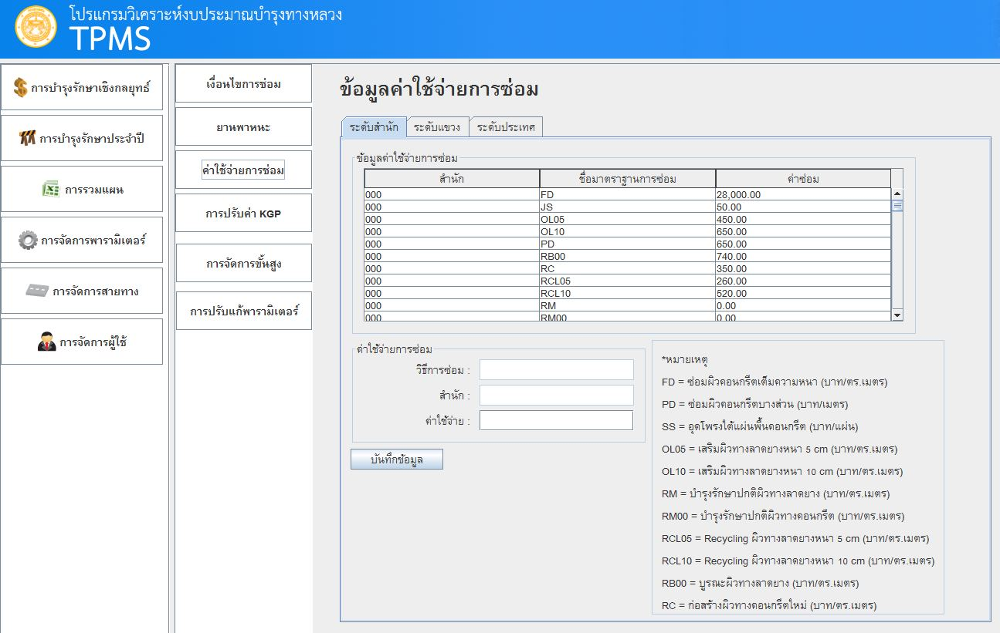 โปรแกรมวิเคราะห์งบประมาณบำรุงทางหลวง
TPMS
การบำรุงรักษาเชิงกลยุทธ์
การบำรุงรักษาประจำปี
การรวมแผน
การจัดการพารามิเตอร์
การจัดการสายทาง
การจัดการผู้ใช้
เงื่อนไขการซ่อม
ยานพาหนะ
ค่าใช้จ่ายการซ่อม
การปรับค่า KGP
การจัดการขั้นสูง
การปรับแก้พารามิเตอร์
ข้อมูลค่าใช้จ่ายการซ่อม
ระดับสำนัก ระดับแขวง ระดับประเทศ
ข้อมูลค่าใช้จ่ายการซ่อม
สำนัก ชื่อมาตราฐานการซ่อม ค่าซ่อม
000 FD 28,000.00
000 JS 50.00
000 OL05 450.00
000 OL10 650.00
000 PD 650.00
000 RB00 740.00
000 RC 350.00
000 RCL05 260.00
000 RCL10 520.00
000 RM 0.00
000 RM00 0.00
ค่าใช้จ่ายการซ่อม
วิธีการซ่อม :
สำนัก :
ค่าใช้จ่าย :
บันทึกข้อมูล
*หมายเหตุ
FD = ซ่อมผิวคอนกรีตเต็มความหนา (บาท/ตร.เมตร)
PD = ซ่อมผิวคอนกรีตบางส่วน (บาท/เมตร)
SS = อุดโพรงใต้แผ่นพื้นคอนกรีต (บาท/แผ่น)
OL05 = เสริมผิวทางลาดยางหนา 5 cm (บาท/ตร.เมตร)
OL10 = เสริมผิวทางลาดยางหนา 10 cm (บาท/ตร.เมตร)
RM = บำรุงรักษาปกติผิวทางลาดยาง (บาท/ตร.เมตร)
RM00 = บำรุงรักษาปกติผิวทางคอนกรีต (บาท/ตร.เมตร)
RCL05 = Recycling ผิวทางลาดยางหนา 5 cm (บาท/ตร.เมตร)
RCL10 = Recycling ผิวทางลาดยางหนา 10 cm (บาท/ตร.เมตร)
RB00 = บูรณะผิวทางลาดยาง (บาท/ตร.เมตร)
RC = ก่อสร้างผิวทางคอนกรีตใหม่ (บาท/ตร.เมตร)